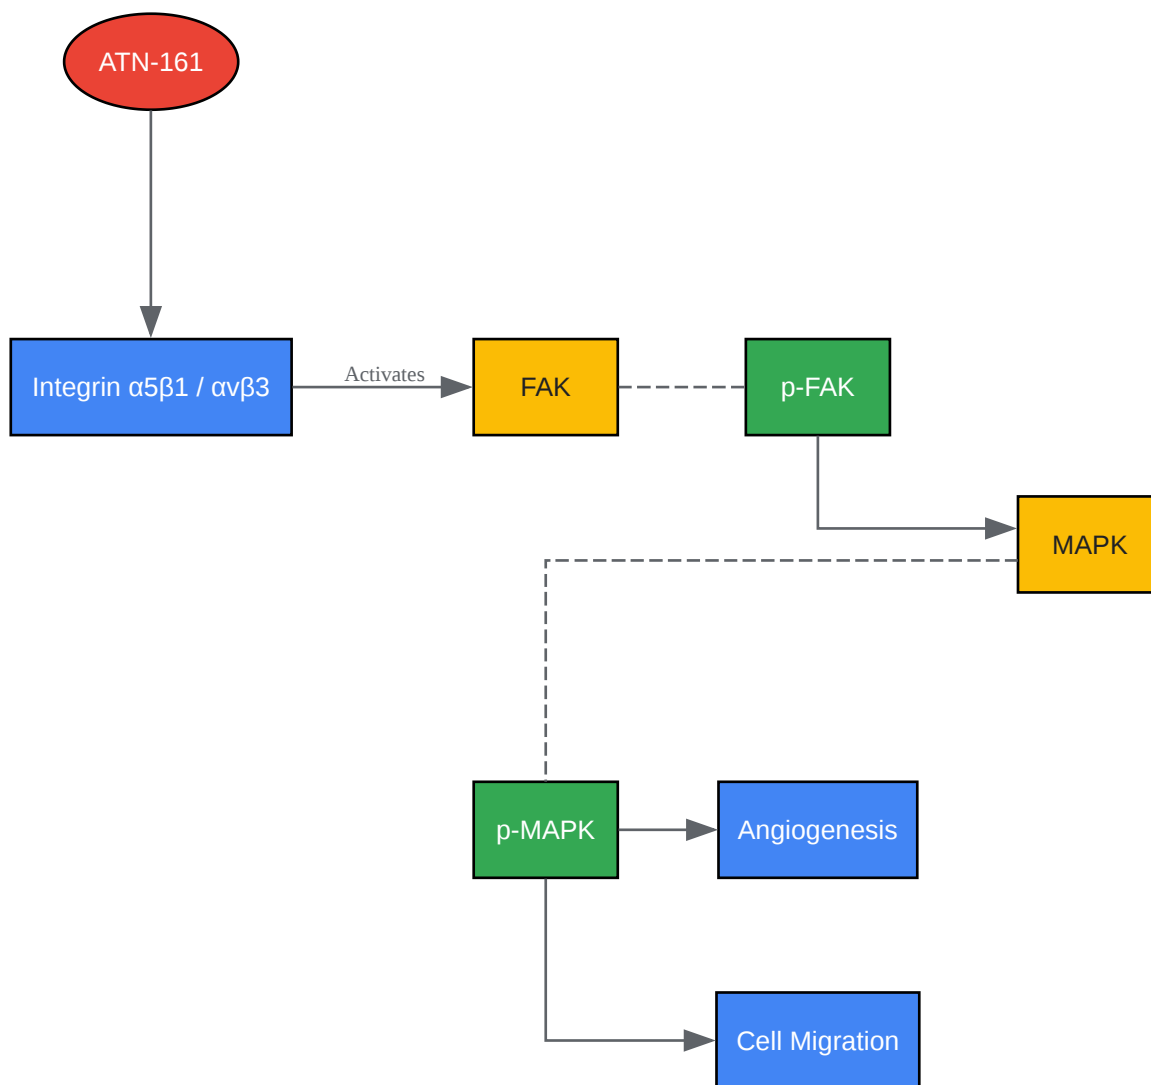 ATN-161
Integrin α5β1 / αvβ3
Activates
FAK
p-FAK
MAPK
p-MAPK
Angiogenesis
Cell Migration